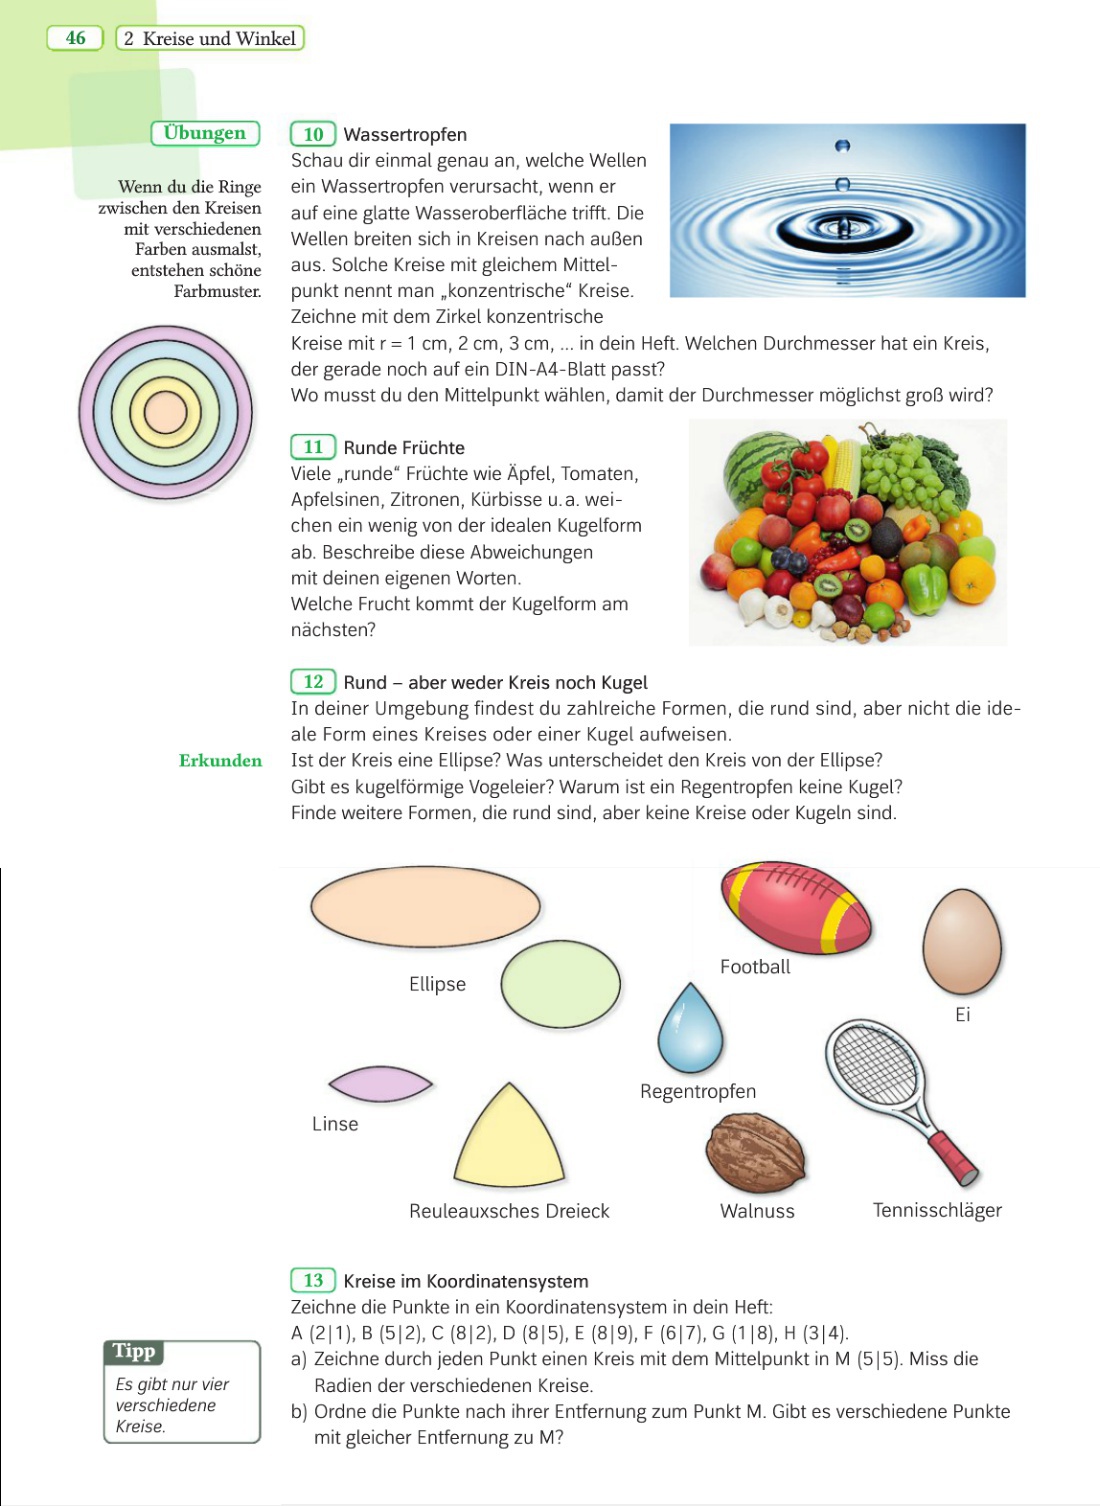 46
2 Kreise und Winkel
Übungen
Wenn du die Ringe
zwischen den Kreisen
mit verschiedenen
Farben ausmalst,
entstehen schöne
Farbmuster.
10 Wassertropfen
Schau dir einmal genau an, welche Wellen
ein Wassertropfen verursacht, wenn er
auf eine glatte Wasseroberfläche trifft. Die
Wellen breiten sich in Kreisen nach außen
aus. Solche Kreise mit gleichem Mittel-
punkt nennt man „konzentrische“ Kreise.
Zeichne mit dem Zirkel konzentrische
Kreise mit r = 1 cm, 2 cm, 3 cm, ... in dein Heft. Welchen Durchmesser hat ein Kreis,
der gerade noch auf ein DIN-A4-Blatt passt?
Wo musst du den Mittelpunkt wählen, damit der Durchmesser möglichst groß wird?
11 Runde Früchte
Viele „runde“ Früchte wie Äpfel, Tomaten,
Apfelsinen, Zitronen, Kürbisse u. a. wei-
chen ein wenig von der idealen Kugelform
ab. Beschreibe diese Abweichungen
mit deinen eigenen Worten.
Welche Frucht kommt der Kugelform am
nächsten?
12 Rund – aber weder Kreis noch Kugel
In deiner Umgebung findest du zahlreiche Formen, die rund sind, aber nicht die ide-
ale Form eines Kreises oder einer Kugel aufweisen.
Erkunden
Ist der Kreis eine Ellipse? Was unterscheidet den Kreis von der Ellipse?
Gibt es kugelförmige Vogeleier? Warum ist ein Regentropfen keine Kugel?
Finde weitere Formen, die rund sind, aber keine Kreise oder Kugeln sind.
Ellipse
Football
Ei
Regentropfen
Linse
Reuleauxsches Dreieck
Walnuss
Tennisschläger
13 Kreise im Koordinatensystem
Zeichne die Punkte in ein Koordinatensystem in dein Heft:
A (2|1), B (5|2), C (8|2), D (8|5), E (8|9), F (6|7), G (1|8), H (3|4).
a) Zeichne durch jeden Punkt einen Kreis mit dem Mittelpunkt in M (5|5). Miss die
Radien der verschiedenen Kreise.
b) Ordne die Punkte nach ihrer Entfernung zum Punkt M. Gibt es verschiedene Punkte
mit gleicher Entfernung zu M?
Tipp
Es gibt nur vier
verschiedene
Kreise.